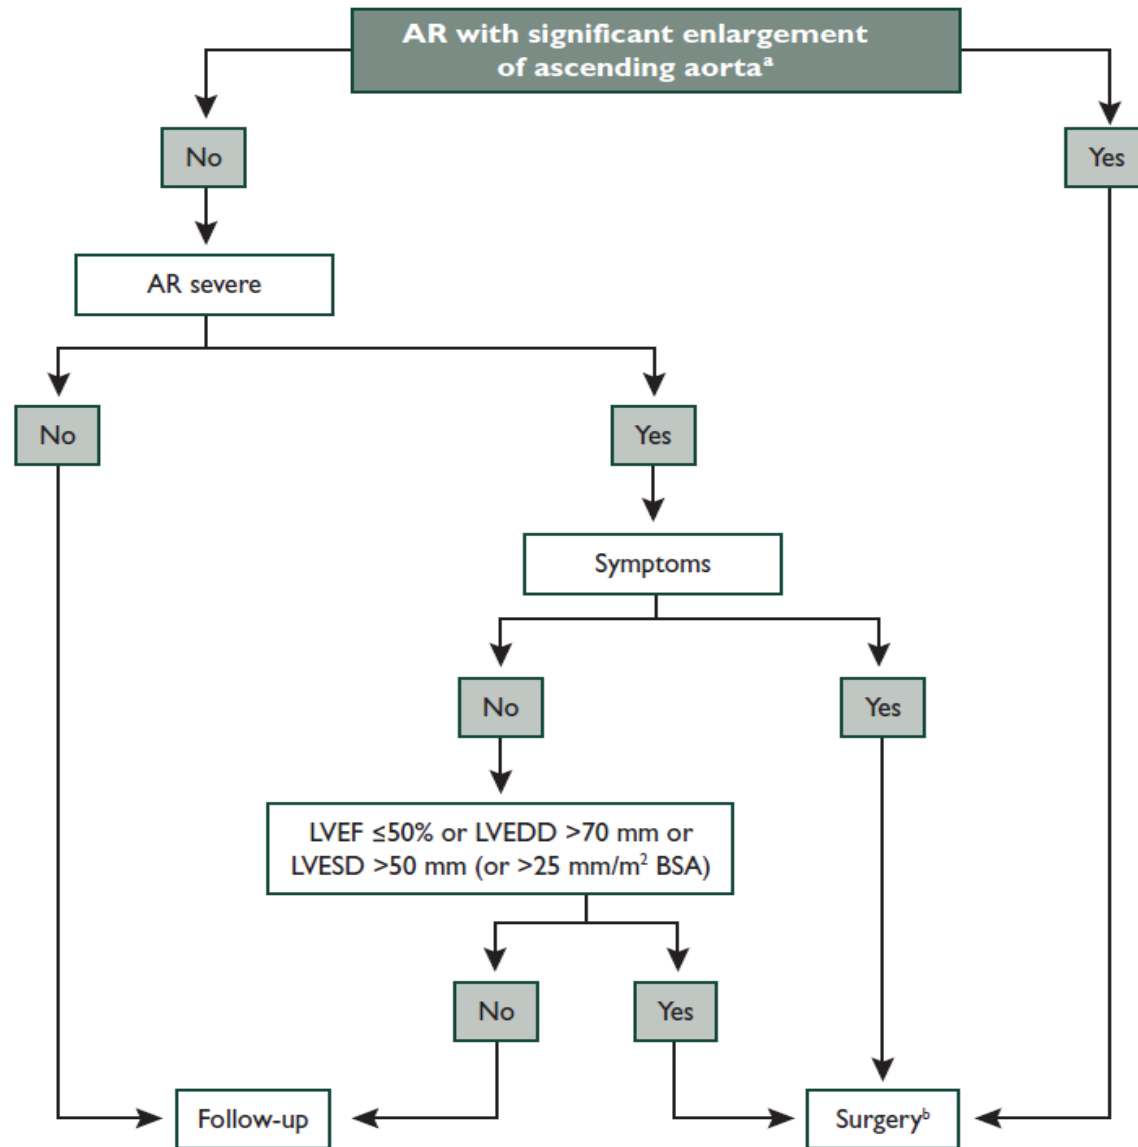 AR with significant enlargement
of ascending aortaᵃ
No
Yes
AR severe
No
Yes
Symptoms
No
Yes
LVEF ≤50% or LVEDD >70 mm or
LVESD >50 mm (or >25 mm/m² BSA)
No
Yes
Follow-up
Surgeryᵇ